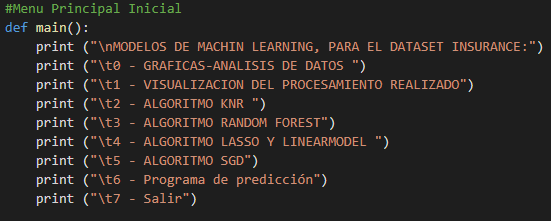 #Menu Principal Inicial
def main():
    print ("\nMODELOS DE MACHIN LEARNING, PARA EL DATASET INSURANCE:")
    print ("\t0 - GRAFICAS-ANALISIS DE DATOS ")
    print ("\t1 - VISUALIZACION DEL PROCESAMIENTO REALIZADO")
    print ("\t2 - ALGORITMO KNR ")
    print ("\t3 - ALGORITMO RANDOM FOREST")
    print ("\t4 - ALGORITMO LASSO Y LINEARMODEL ")
    print ("\t5 - ALGORITMO SGD")
    print ("\t6 - Programa de predicción")
    print ("\t7 - Salir")